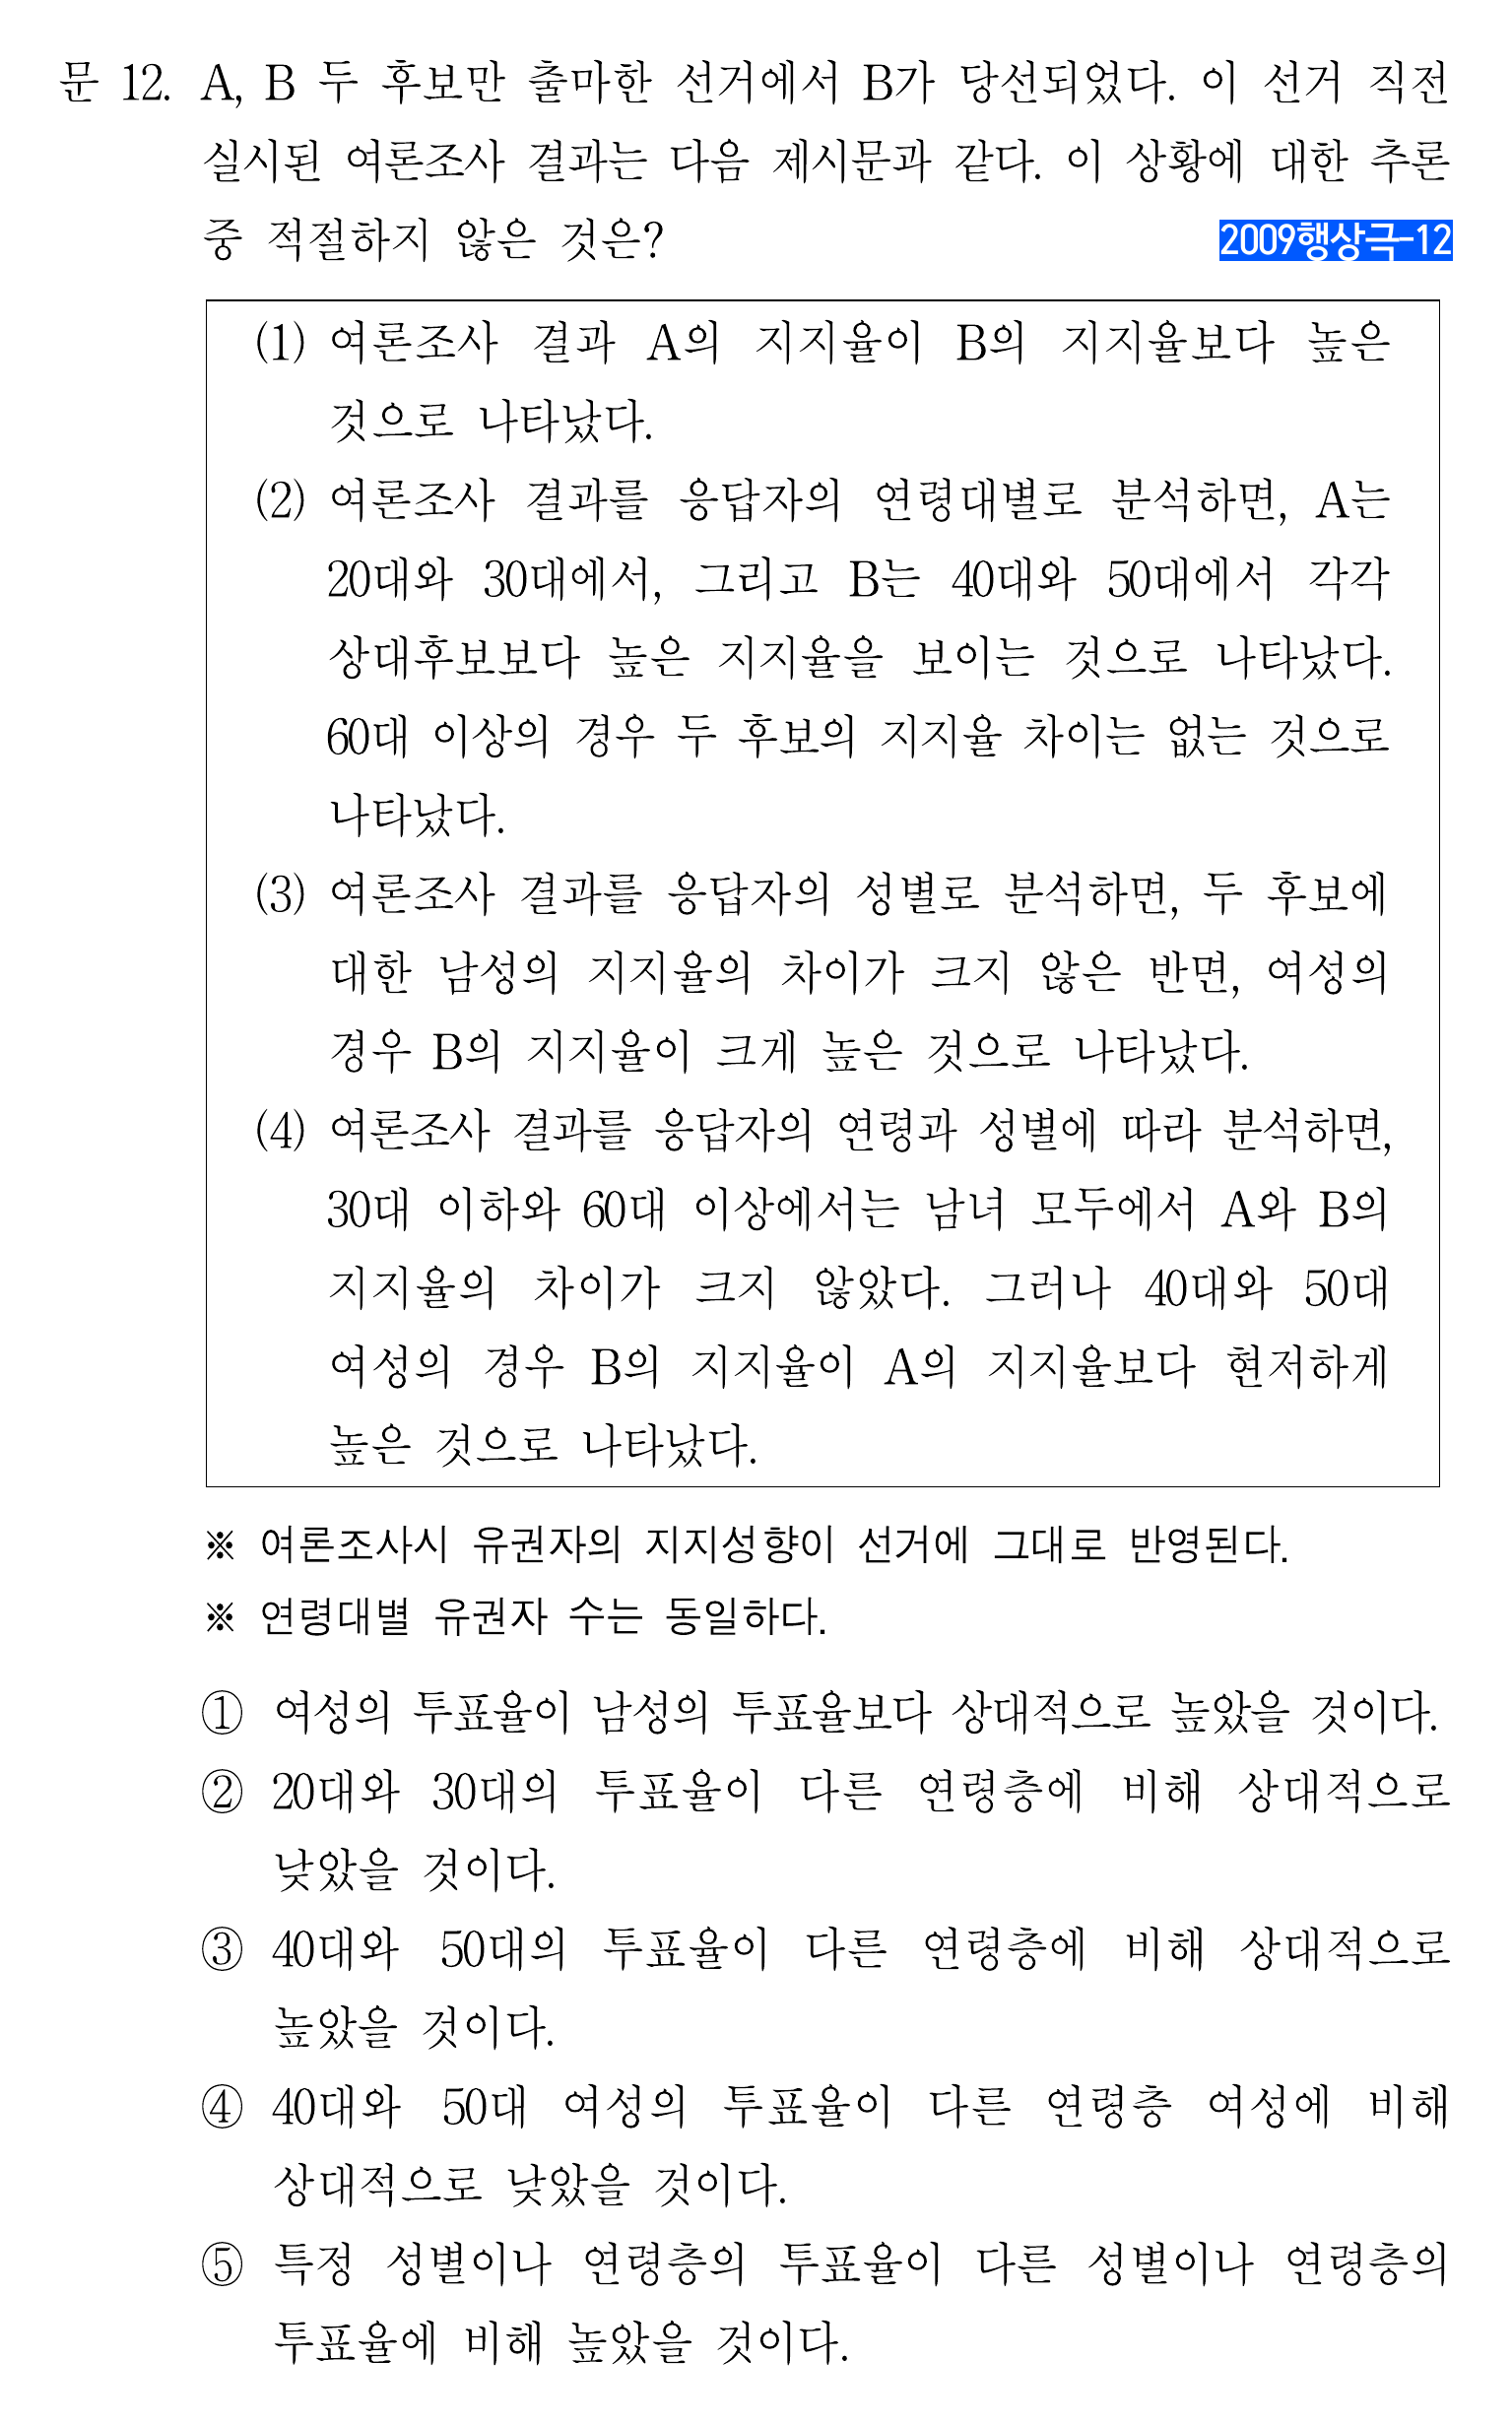 문 12. A, B 두 후보만 출마한 선거에서 B가 당선되었다. 이 선거 직전
실시된 여론조사 결과는 다음 제시문과 같다. 이 상황에 대한 추론
중 적절하지 않은 것은?
2009행상극-12
(1) 여론조사 결과 A의 지지율이 B의 지지율보다 높은
것으로 나타났다.
(2) 여론조사 결과를 응답자의 연령대별로 분석하면, A는
20대와 30대에서, 그리고 B는 40대와 50대에서 각각
상대후보보다 높은 지지율을 보이는 것으로 나타났다.
60대 이상의 경우 두 후보의 지지율 차이는 없는 것으로
나타났다.
(3) 여론조사 결과를 응답자의 성별로 분석하면, 두 후보에
대한 남성의 지지율의 차이가 크지 않은 반면, 여성의
경우 B의 지지율이 크게 높은 것으로 나타났다.
(4) 여론조사 결과를 응답자의 연령과 성별에 따라 분석하면,
30대 이하와 60대 이상에서는 남녀 모두에서 A와 B의
지지율의 차이가 크지 않았다. 그러나 40대와 50대
여성의 경우 B의 지지율이 A의 지지율보다 현저하게
높은 것으로 나타났다.
※ 여론조사시 유권자의 지지성향이 선거에 그대로 반영된다.
※ 연령대별 유권자 수는 동일하다.
① 여성의 투표율이 남성의 투표율보다 상대적으로 높았을 것이다.
② 20대와 30대의 투표율이 다른 연령층에 비해 상대적으로
낮았을 것이다.
③ 40대와 50대의 투표율이 다른 연령층에 비해 상대적으로
높았을 것이다.
④ 40대와 50대 여성의 투표율이 다른 연령층 여성에 비해
상대적으로 낮았을 것이다.
⑤ 특정 성별이나 연령층의 투표율이 다른 성별이나 연령층의
투표율에 비해 높았을 것이다.